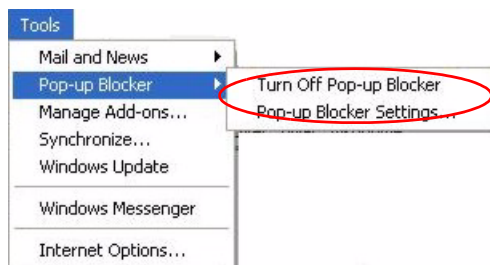 Tools
Mail and News
Pop-up Blocker
Turn Off Pop-up Blocker
Manage Add-ons...
Pop-up Blocker Settings...
Synchronize...
Windows Update
Windows Messenger
Internet Options...